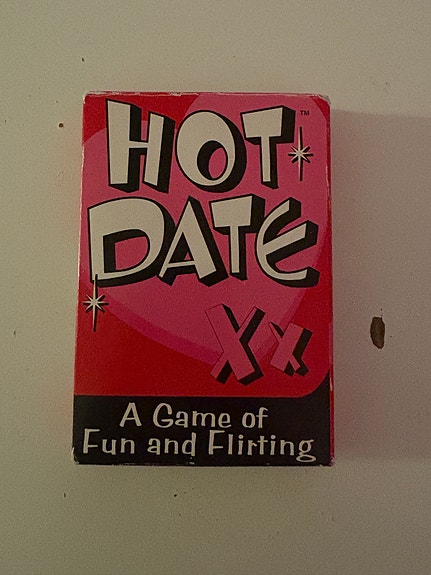 HOT™
DATE
Xx
A Game of
Fun and Flirting